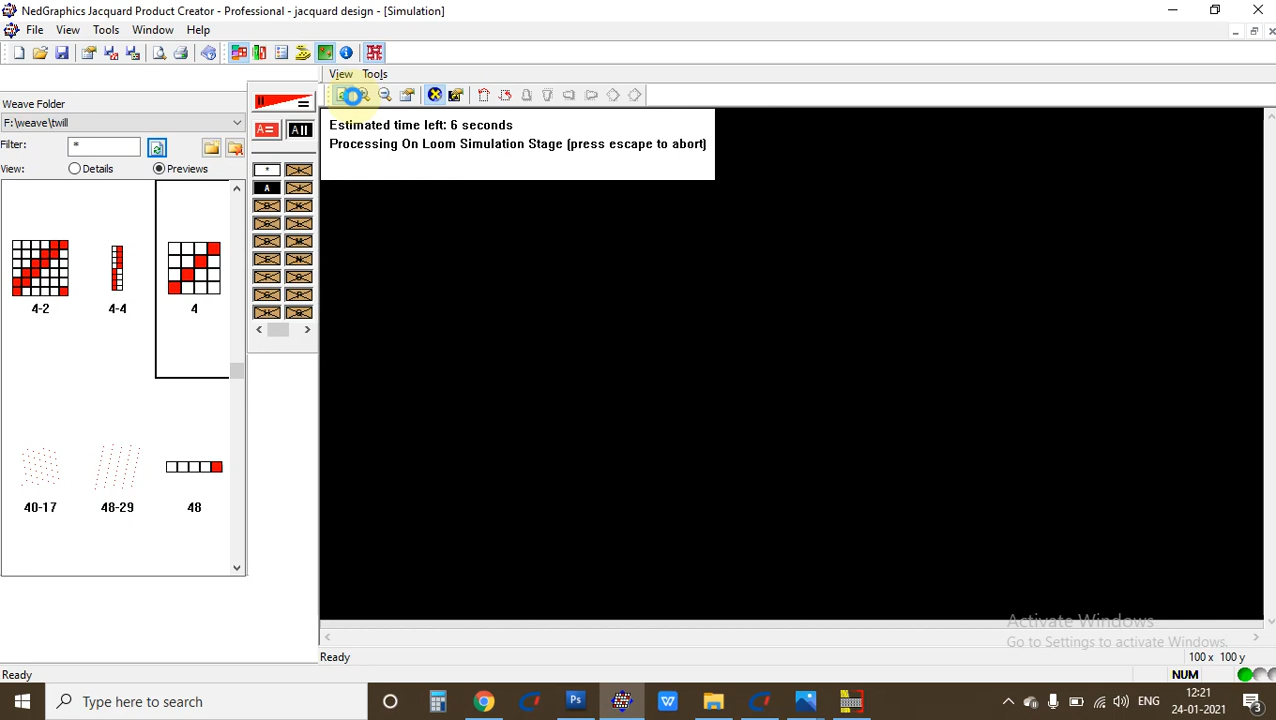 NedGraphics Jacquard Product Creator - Professional - jacquard design - [Simulation]
File View Tools Window Help
View Tools
Weave Folder
F:\weave\twill
Filter: *
View: Details Previews
A= A||
* I
A J
B K
C L
D M
E N
F O
G P
H Q
Estimated time left: 6 seconds
Processing On Loom Simulation Stage (press escape to abort)
4-2 4-4 4
40-17 48-29 48
Activate Windows
Go to Settings to activate Windows.
Ready 100 x 100 y
Ready NUM
Type here to search
Ps
W
ENG
12:21
24-01-2021
3